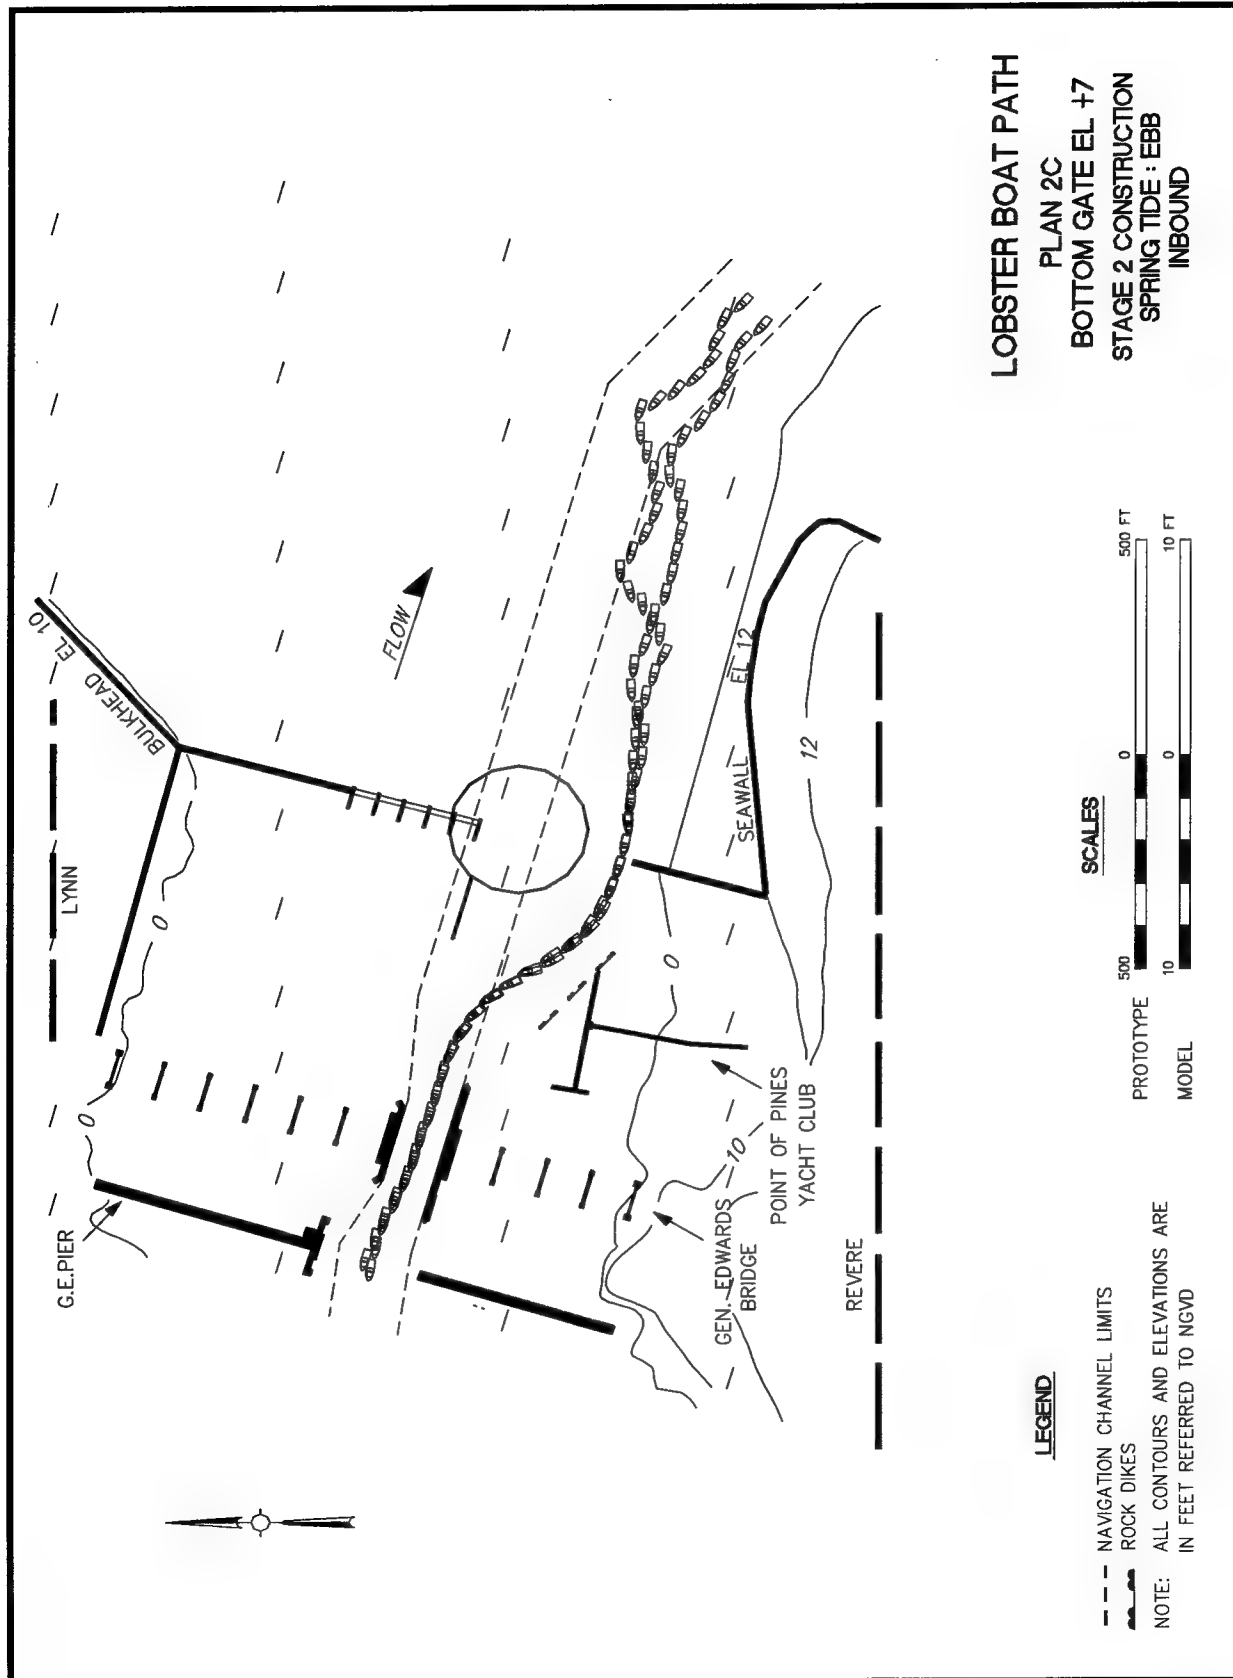 LYNN
BULKHEAD EL 10
G.E.PIER
FLOW
0
0
0
SEAWALL EL 12
12
10
POINT OF PINES
YACHT CLUB
GEN. EDWARDS
BRIDGE
REVERE
LEGEND
NAVIGATION CHANNEL LIMITS
ROCK DIKES
NOTE: ALL CONTOURS AND ELEVATIONS ARE
IN FEET REFERRED TO NGVD
SCALES
PROTOTYPE 500 0 500 FT
MODEL 10 0 10 FT
LOBSTER BOAT PATH
PLAN 2C
BOTTOM GATE EL +7
STAGE 2 CONSTRUCTION
SPRING TIDE : EBB
INBOUND